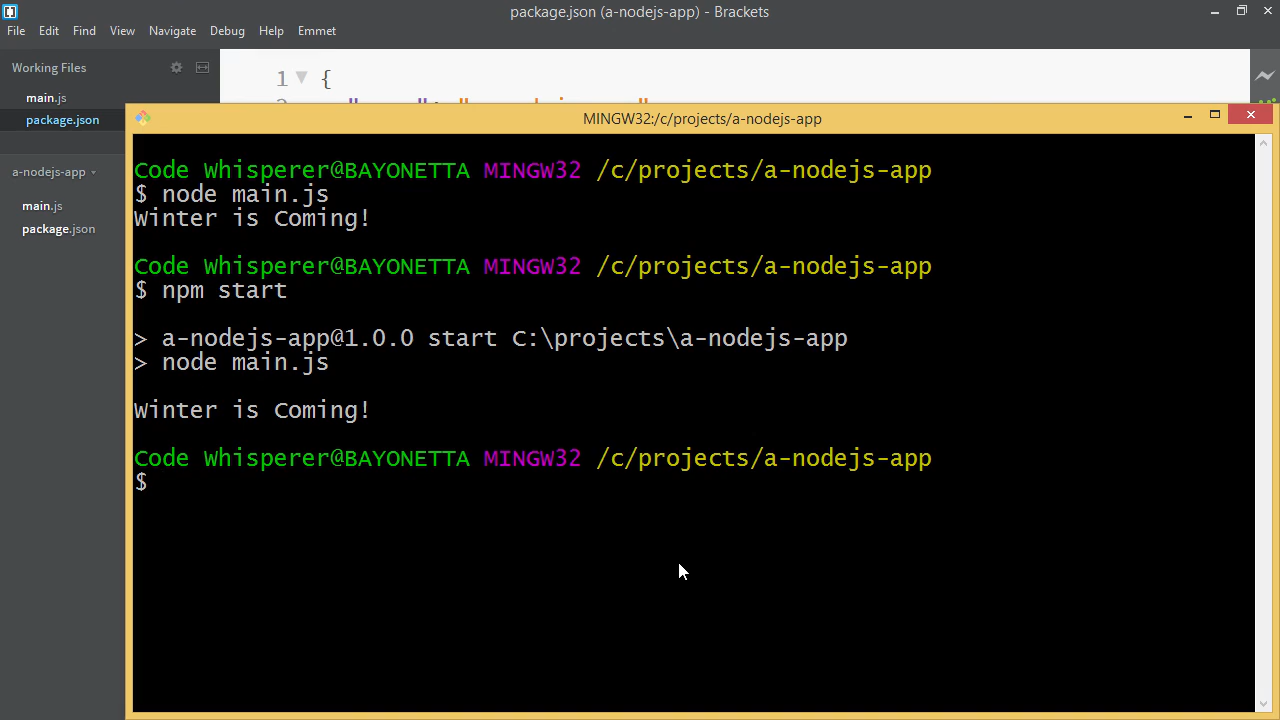 package.json (a-nodejs-app) - Brackets
File Edit Find View Navigate Debug Help Emmet
Working Files
main.js
package.json
a-nodejs-app
main.js
package.json
1 {
MINGW32:/c/projects/a-nodejs-app
Code Whisperer@BAYONETTA MINGW32 /c/projects/a-nodejs-app
$ node main.js
Winter is Coming!
Code Whisperer@BAYONETTA MINGW32 /c/projects/a-nodejs-app
$ npm start
> a-nodejs-app@1.0.0 start C:\projects\a-nodejs-app
> node main.js
Winter is Coming!
Code Whisperer@BAYONETTA MINGW32 /c/projects/a-nodejs-app
$